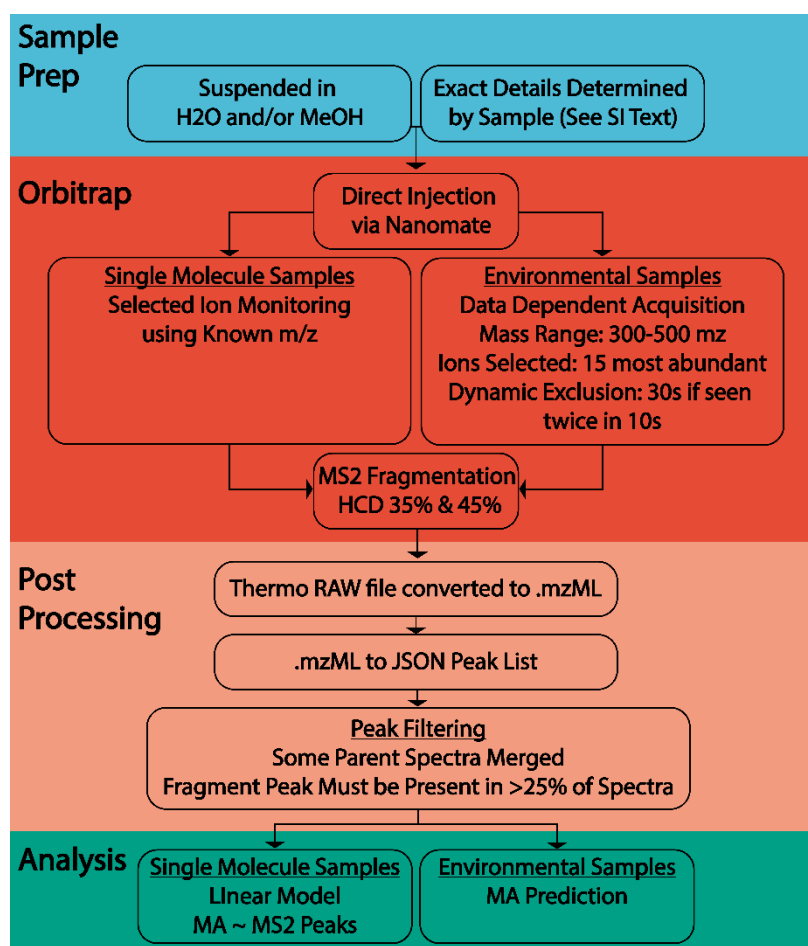 Sample
Prep
Suspended in
H2O and/or MeOH
Exact Details Determined
by Sample (See SI Text)
Orbitrap
Direct Injection
via Nanomate
Single Molecule Samples
Selected Ion Monitoring
using Known m/z
Environmental Samples
Data Dependent Acquisition
Mass Range: 300-500 mz
Ions Selected: 15 most abundant
Dynamic Exclusion: 30s if seen
twice in 10s
MS2 Fragmentation
HCD 35% & 45%
Post
Processing
Thermo RAW file converted to .mzML
.mzML to JSON Peak List
Peak Filtering
Some Parent Spectra Merged
Fragment Peak Must be Present in >25% of Spectra
Analysis
Single Molecule Samples
LInear Model
MA ~ MS2 Peaks
Environmental Samples
MA Prediction